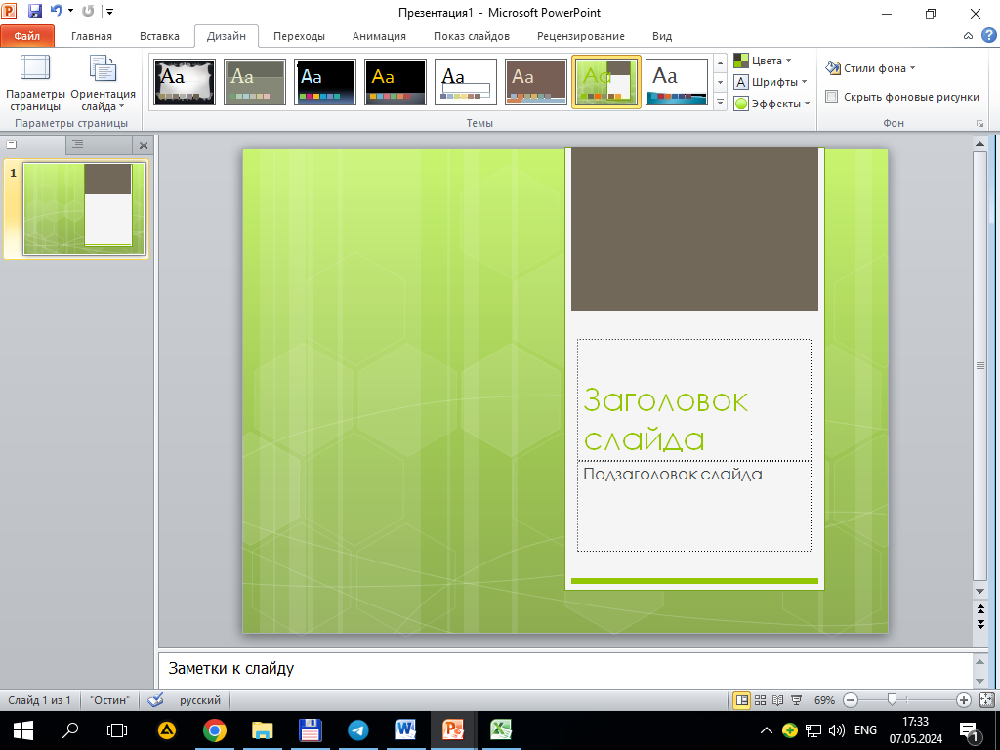 Презентация1 - Microsoft PowerPoint
Файл Главная Вставка Дизайн Переходы Анимация Показ слайдов Рецензирование Вид
Параметры страницы
Ориентация слайда
Параметры страницы
Aa Aa Aa Aa Aa Aa Aa Aa
Темы
Цвета
Шрифты
Эффекты
Стили фона
Скрыть фоновые рисунки
Фон
1
Заголовок
слайда
Подзаголовок слайда
Заметки к слайду
Слайд 1 из 1 "Остин" русский 69%
ENG 17:33
07.05.2024 1